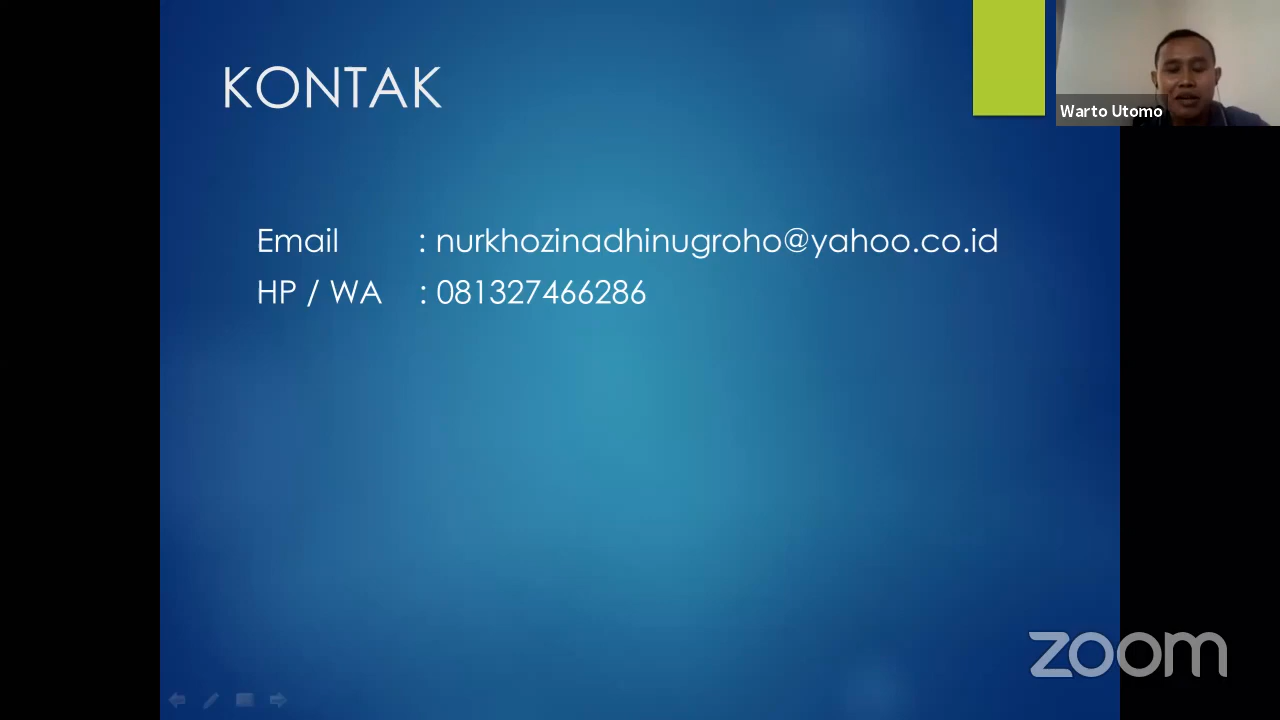 KONTAK
Warto Utomo
Email : nurkhozinadhinugroho@yahoo.co.id
HP / WA : 081327466286
zoom